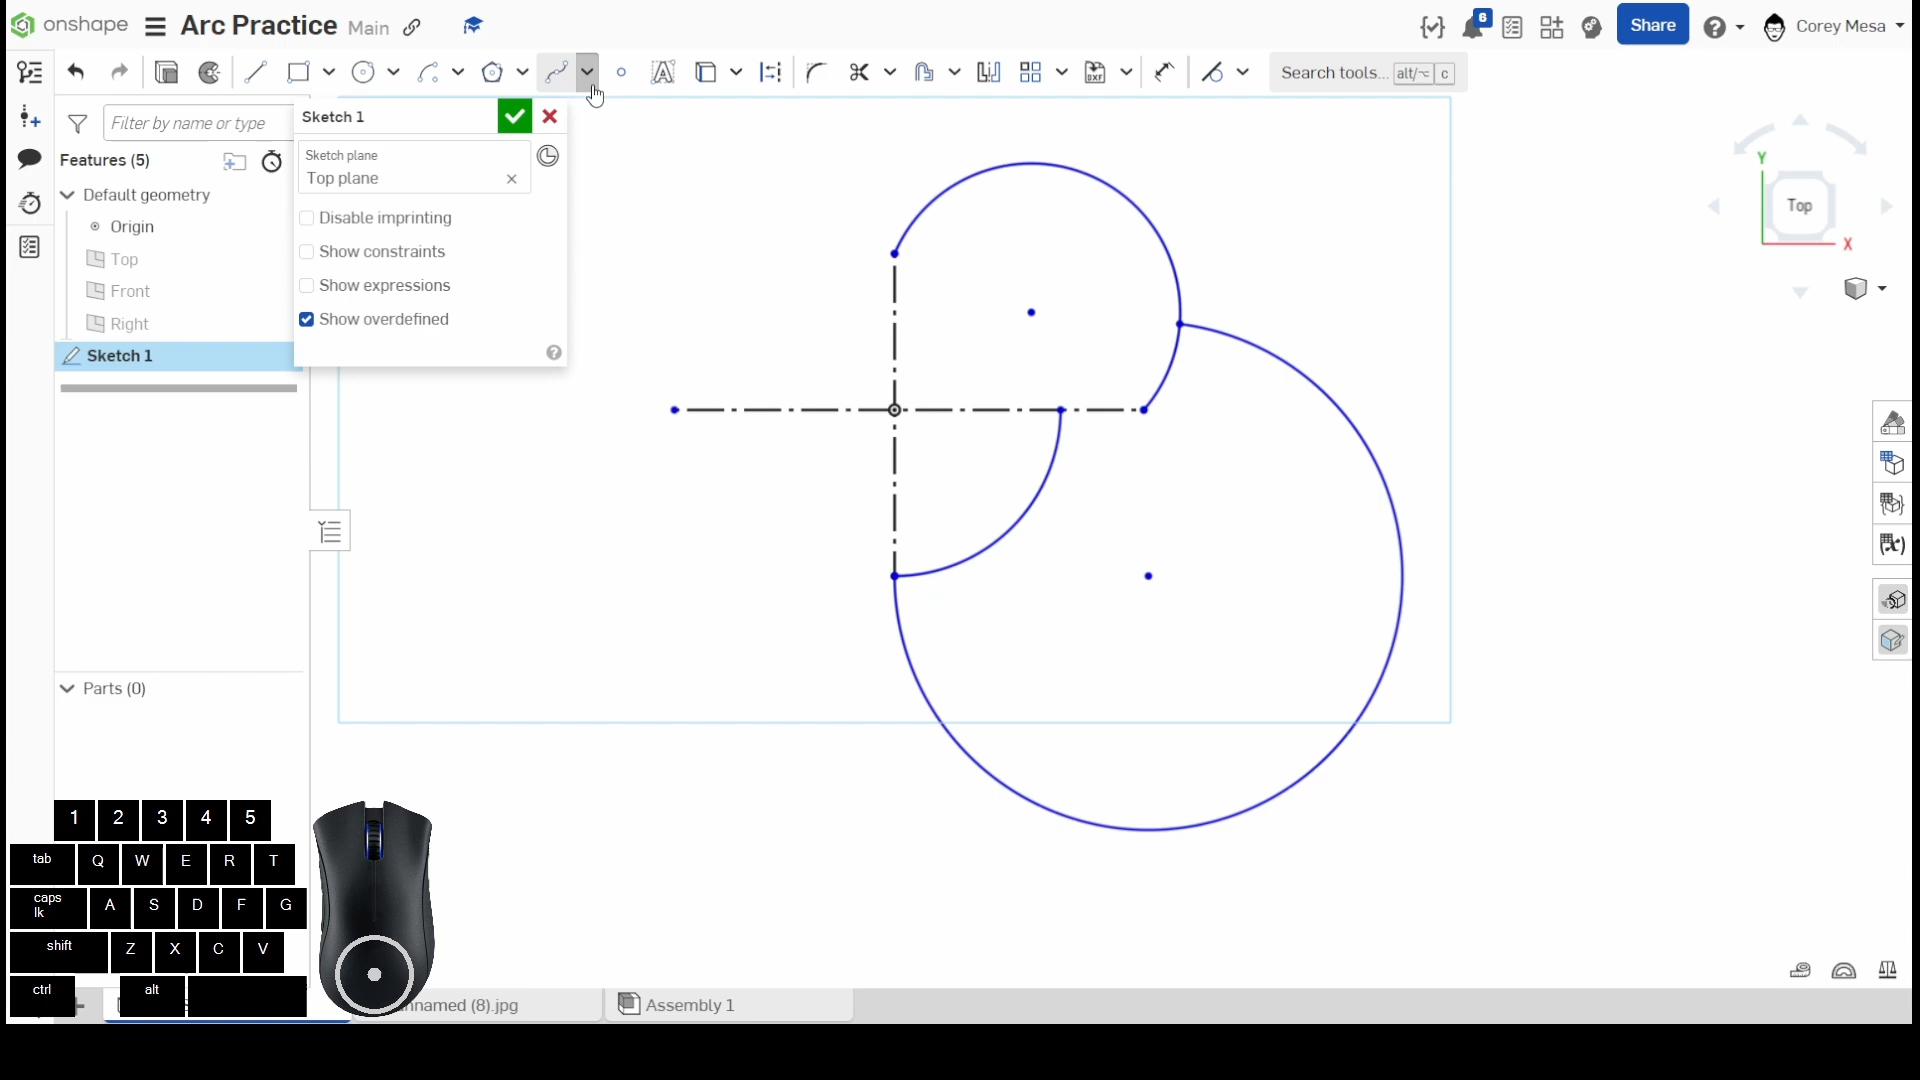 onshape
Arc Practice
Main
6
Share
Corey Mesa
Search tools... alt/⌥ c
Filter by name or type
Features (5)
Default geometry
Origin
Top
Front
Right
Sketch 1
Sketch 1
Sketch plane
Top plane
Disable imprinting
Show constraints
Show expressions
Show overdefined
Y
Top
X
Parts (0)
1 2 3 4 5
tab Q W E R T
caps
lk A S D F G
shift Z X C V
ctrl alt
nnamed (8).jpg
Assembly 1